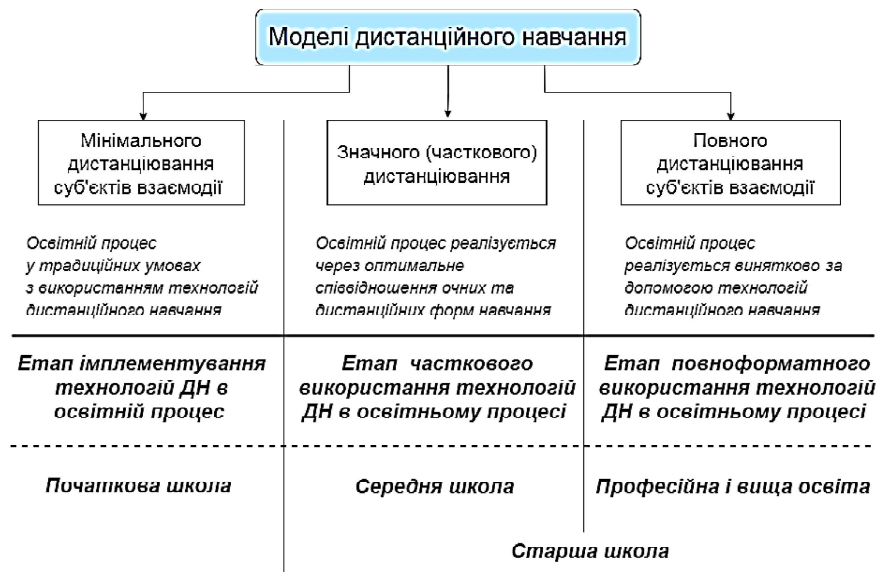 Моделі дистанційного навчання
Мінімального
дистанціювання
суб'єктів взаємодії
Значного (часткового)
дистанціювання
Повного
дистанціювання
суб'єктів взаємодії
Освітній процес
у традиційних умовах
з використанням технологій
дистанційного навчання
Освітній процес реалізується
через оптимальне
співвідношення очних та
дистанційних форм навчання
Освітній процес
реалізується винятково за
допомогою технологій
дистанційного навчання
Етап імплементування
технологій ДН в
освітній процес
Етап часткового
використання технологій
ДН в освітньому процесі
Етап повноформатного
використання технологій
ДН в освітньому процесі
Початкова школа
Середня школа
Професійна і вища освіта
Старша школа